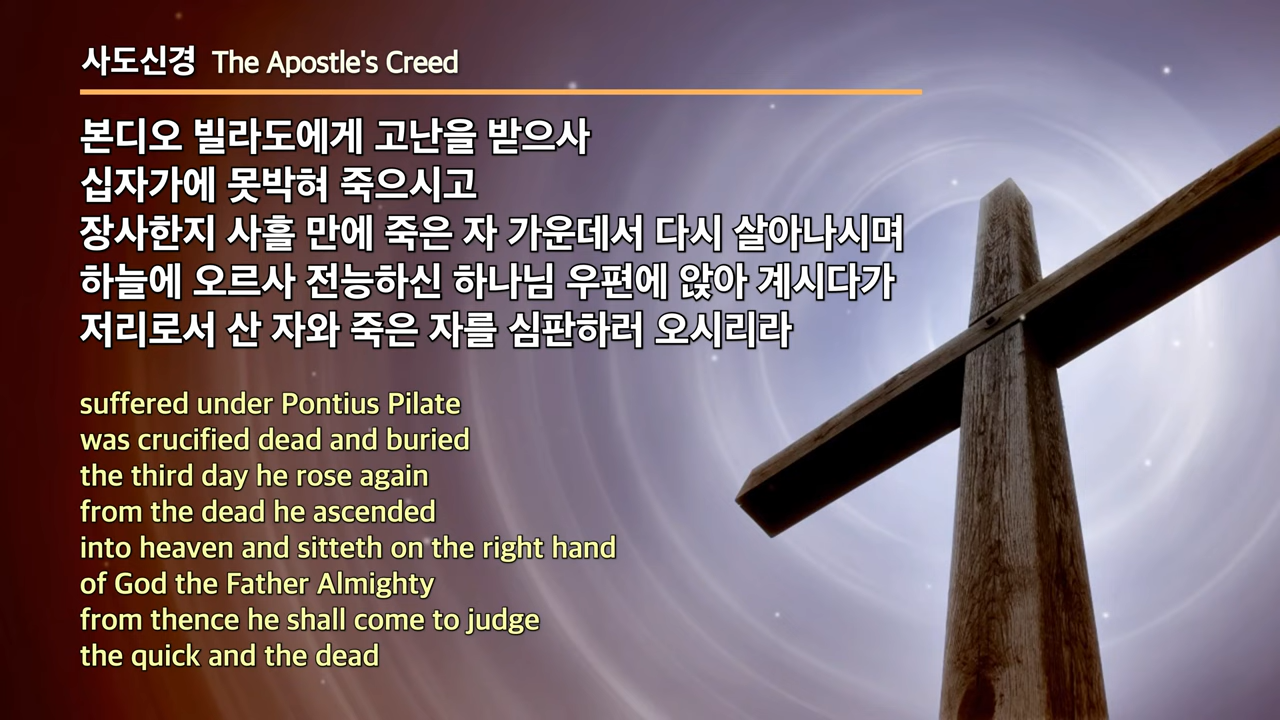 사도신경 The Apostle's Creed
본디오 빌라도에게 고난을 받으사
십자가에 못박혀 죽으시고
장사한지 사흘 만에 죽은 자 가운데서 다시 살아나시며
하늘에 오르사 전능하신 하나님 우편에 앉아 계시다가
저리로서 산 자와 죽은 자를 심판하러 오시리라
suffered under Pontius Pilate
was crucified dead and buried
the third day he rose again
from the dead he ascended
into heaven and sitteth on the right hand
of God the Father Almighty
from thence he shall come to judge
the quick and the dead